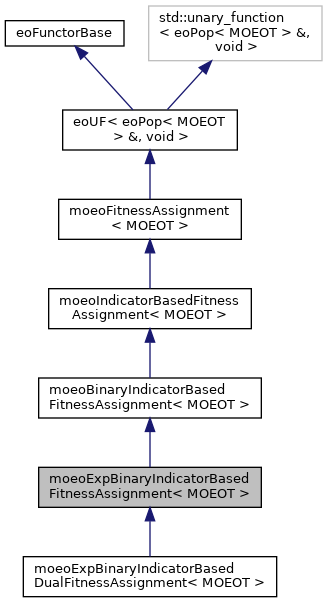 eoFunctorBase
std::unary_function
< eoPop< MOEOT > &,
void >
eoUF< eoPop< MOEOT
> &, void >
moeoFitnessAssignment
< MOEOT >
moeoIndicatorBasedFitness
Assignment< MOEOT >
moeoBinaryIndicatorBased
FitnessAssignment< MOEOT >
moeoExpBinaryIndicatorBased
FitnessAssignment< MOEOT >
moeoExpBinaryIndicatorBased
DualFitnessAssignment< MOEOT >